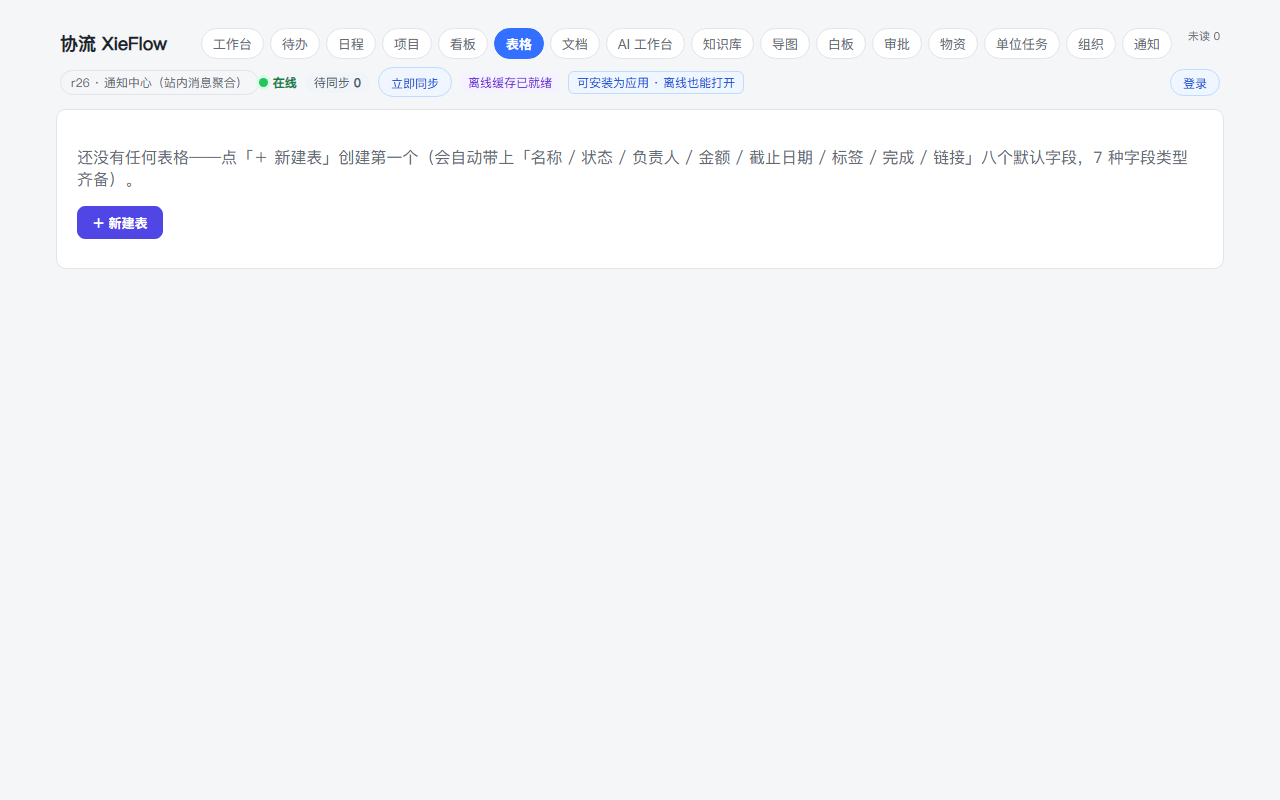 协流 XieFlow 工作台 待办 日程 项目 看板 表格 文档 AI 工作台 知识库 导图 白板 审批 物资 单位任务 组织 通知 未读 0
r26 · 通知中心（站内消息聚合） 在线 待同步 0 立即同步 离线缓存已就绪 可安装为应用 · 离线也能打开 登录
还没有任何表格——点「＋ 新建表」创建第一个（会自动带上「名称 / 状态 / 负责人 / 金额 / 截止日期 / 标签 / 完成 / 链接」八个默认字段，7 种字段类型
齐备）。
＋ 新建表